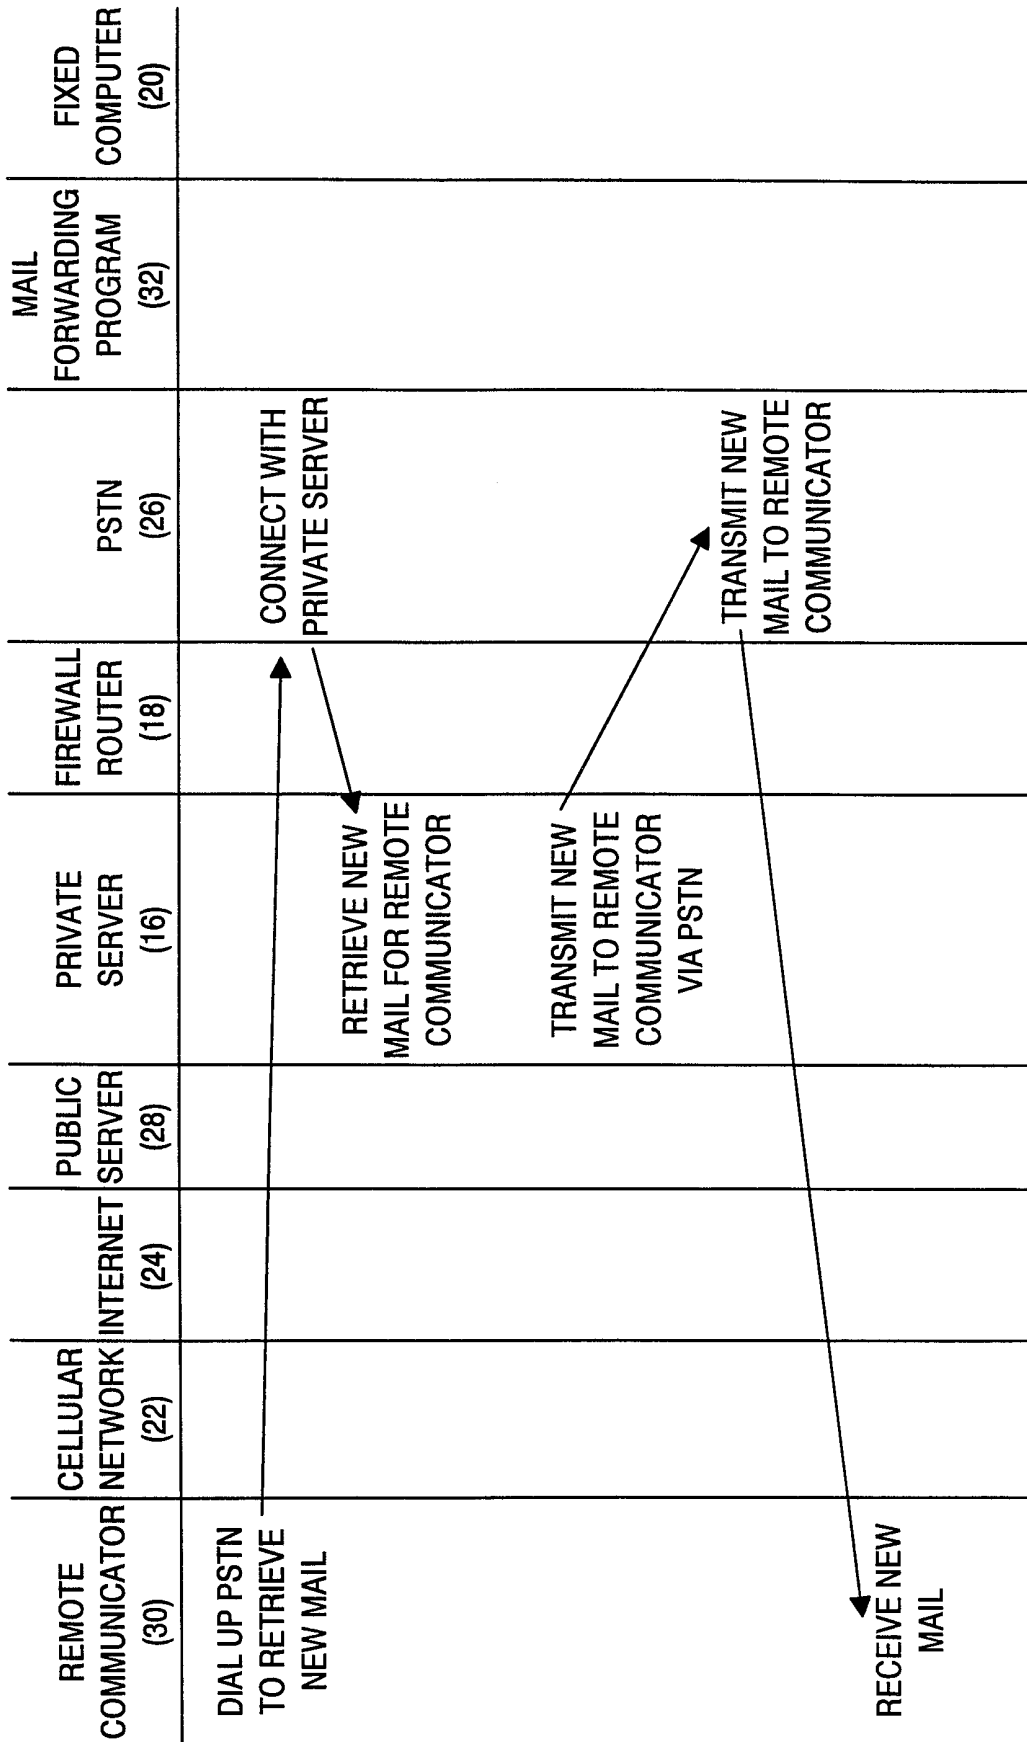 REMOTE
COMMUNICATOR
(30)
CELLULAR
NETWORK
(22)
INTERNET
(24)
PUBLIC
SERVER
(28)
PRIVATE
SERVER
(16)
FIREWALL
ROUTER
(18)
PSTN
(26)
MAIL
FORWARDING
PROGRAM
(32)
FIXED
COMPUTER
(20)
DIAL UP PSTN
TO RETRIEVE
NEW MAIL
CONNECT WITH
PRIVATE SERVER
RETRIEVE NEW
MAIL FOR REMOTE
COMMUNICATOR
TRANSMIT NEW
MAIL TO REMOTE
COMMUNICATOR
VIA PSTN
TRANSMIT NEW
MAIL TO REMOTE
COMMUNICATOR
RECEIVE NEW
MAIL